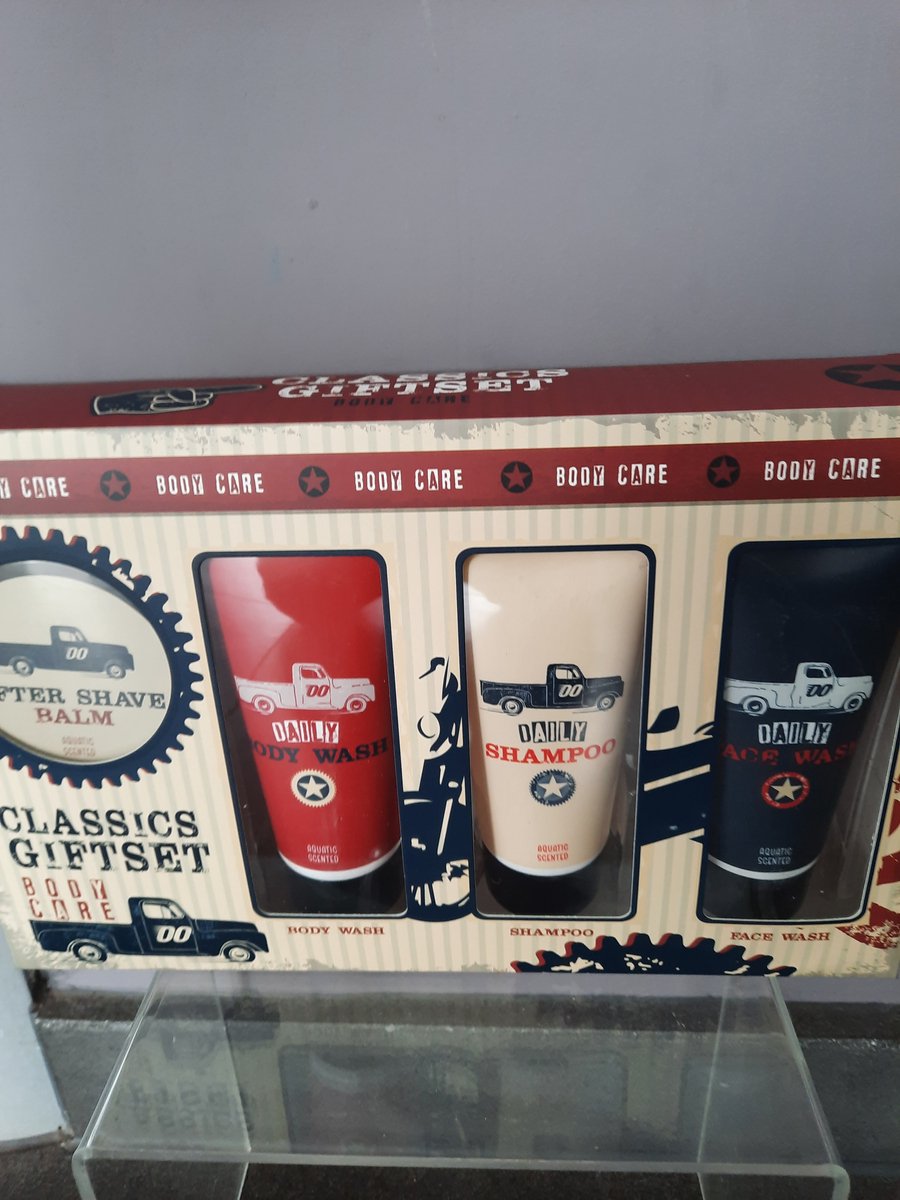 CLASSICS
GIFTSET
BODY CARE
Y CARE BODY CARE BODY CARE BODY CARE BODY CARE
00
FTER SHAVE
BALM
AQUATIC
SCENTED
CLASSICS
GIFTSET
BODY
CARE
00
00
DAILY
ODY WASH
AQUATIC
SCENTED
BODY WASH
00
DAILY
SHAMPOO
AQUATIC
SCENTED
SHAMPOO
00
DAILY
ACE WAS
AQUATIC
SCENTED
FACE WASH